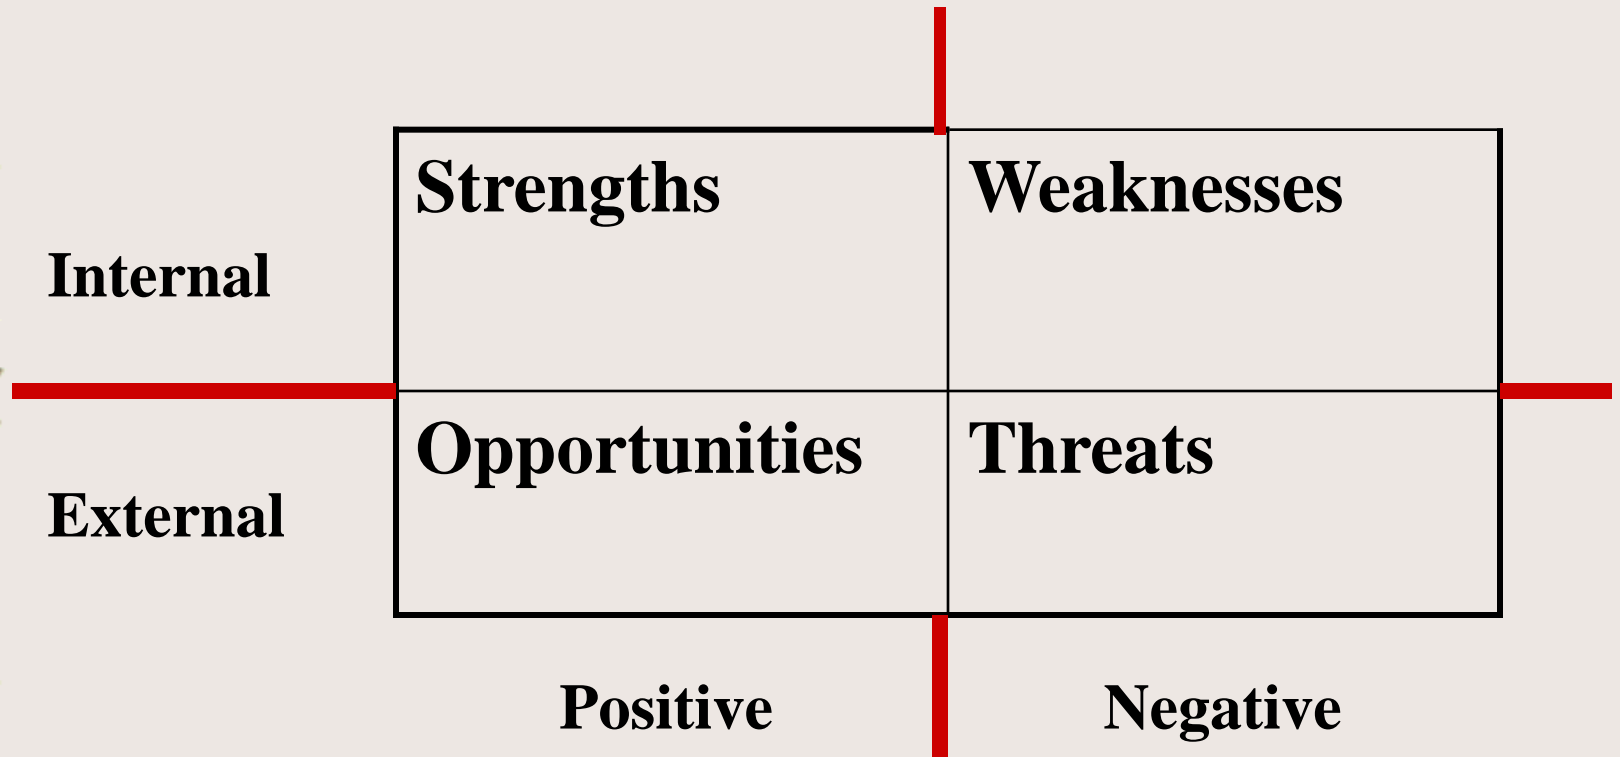 Strengths
Weaknesses
Internal
Opportunities
Threats
External
Positive
Negative